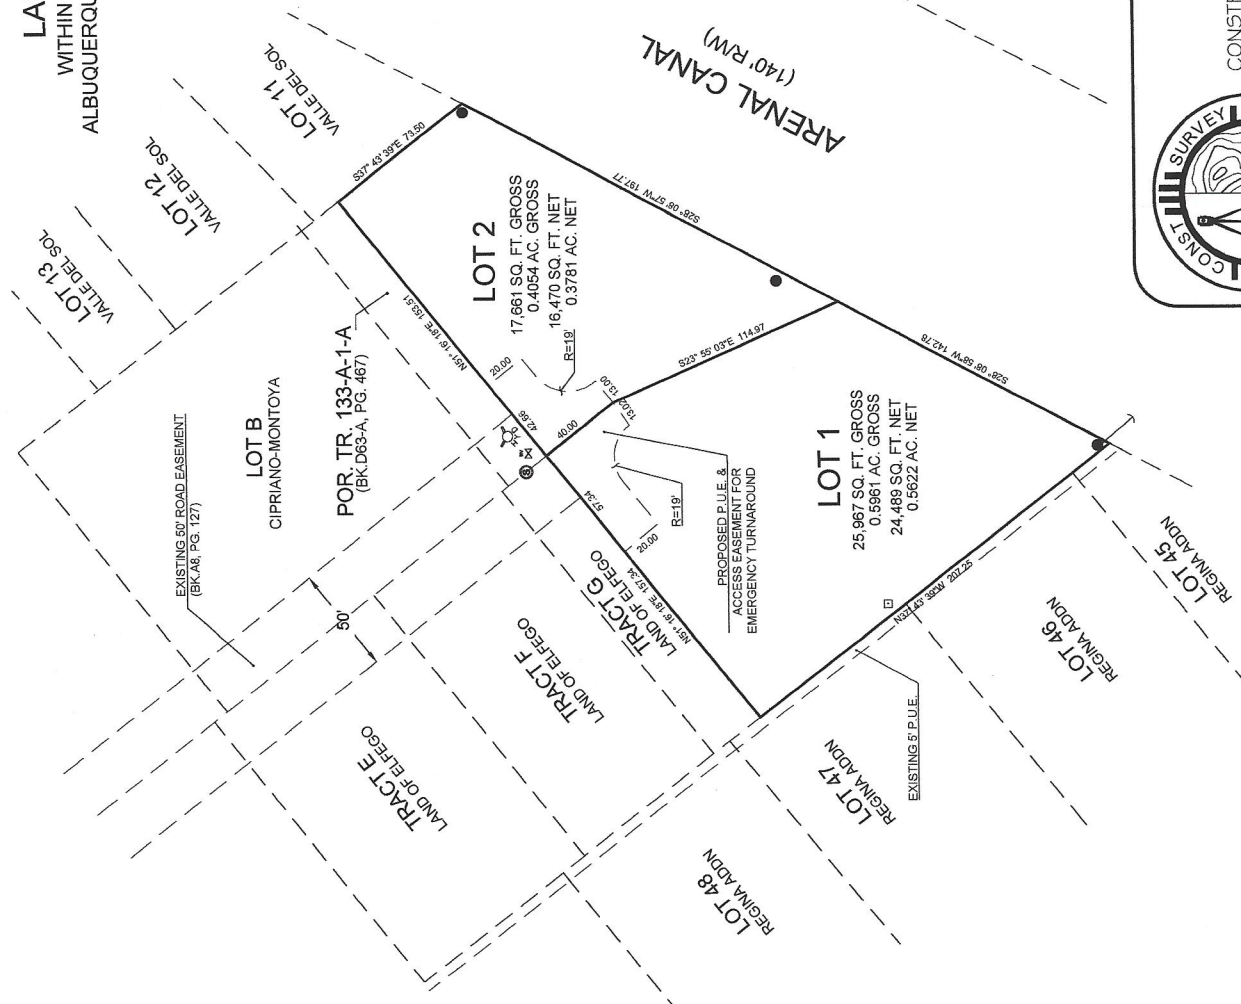 LA
WITHIN
ALBUQUERQU
LOT 11
VALLE DEL SOL
LOT 12
VALLE DEL SOL
LOT 13
VALLE DEL SOL
ARENAL CANAL
(140' R/W)
S37° 43' 39"E 73.50
S28° 08' 57"W 197.77
LOT 2
17,661 SQ. FT. GROSS
0.4054 AC. GROSS
16,470 SQ. FT. NET
0.3781 AC. NET
R=19'
N51° 16' 18"E 153.51
20.00
42.66
POR. TR. 133-A-1-A
(BK.D63-A, PG. 467)
LOT B
CIPRIANO-MONTOYA
EXISTING 50' ROAD EASEMENT
(BK.A8, PG. 127)
50'
HYD
S
40.00
13.02
13.00
S23° 55' 03"E 114.97
57.34
20.00
R=19'
PROPOSED P.U.E. &
ACCESS EASEMENT FOR
EMERGENCY TURNAROUND
LOT 1
25,967 SQ. FT. GROSS
0.5961 AC. GROSS
24,489 SQ. FT. NET
0.5622 AC. NET
S28° 08' 58"W 142.78
N51° 16' 18"E 157.34
N37° 43' 39"W 207.25
TRACT G
LAND OF ELFEGO
TRACT F
LAND OF ELFEGO
TRACT E
LAND OF ELFEGO
EXISTING 5' P.U.E.
LOT 45
REGINA ADDN
LOT 46
REGINA ADDN
LOT 47
REGINA ADDN
LOT 48
REGINA ADDN
CONST
SURVEY
CONSTR